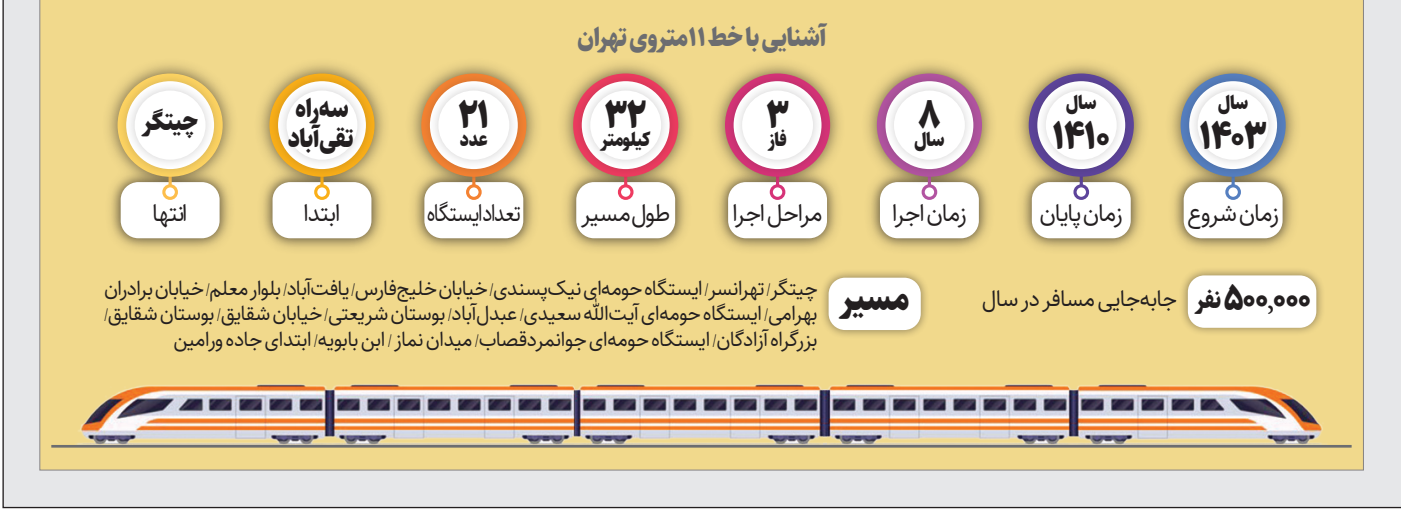 آشنایی با خط ۱۱ متروی تهران
سال
۱۴۰۳
زمان شروع
سال
۱۴۱۰
زمان پایان
۸
سال
زمان اجرا
۳
فاز
مراحل اجرا
۳۲
کیلومتر
طول مسیر
۲۱
عدد
تعداد ایستگاه
سه‌راه
تقی‌آباد
ابتدا
چیتگر
انتها
۵۰۰,۰۰۰ نفر جابه‌جایی مسافر در سال
مسیر
چیتگر/ تهرانسر/ ایستگاه حومه‌ای نیک‌پسندی/ خیابان خلیج‌فارس/ یافت‌آباد/ بلوار معلم/ خیابان برادران
بهرامی/ ایستگاه حومه‌ای آیت‌الله سعیدی/ عبدل‌آباد/ بوستان شریعتی/ خیابان شقایق/ بوستان شقایق/
بزرگراه آزادگان/ ایستگاه حومه‌ای جوانمردقصاب/ میدان نماز / ابن بابویه/ ابتدای جاده ورامین